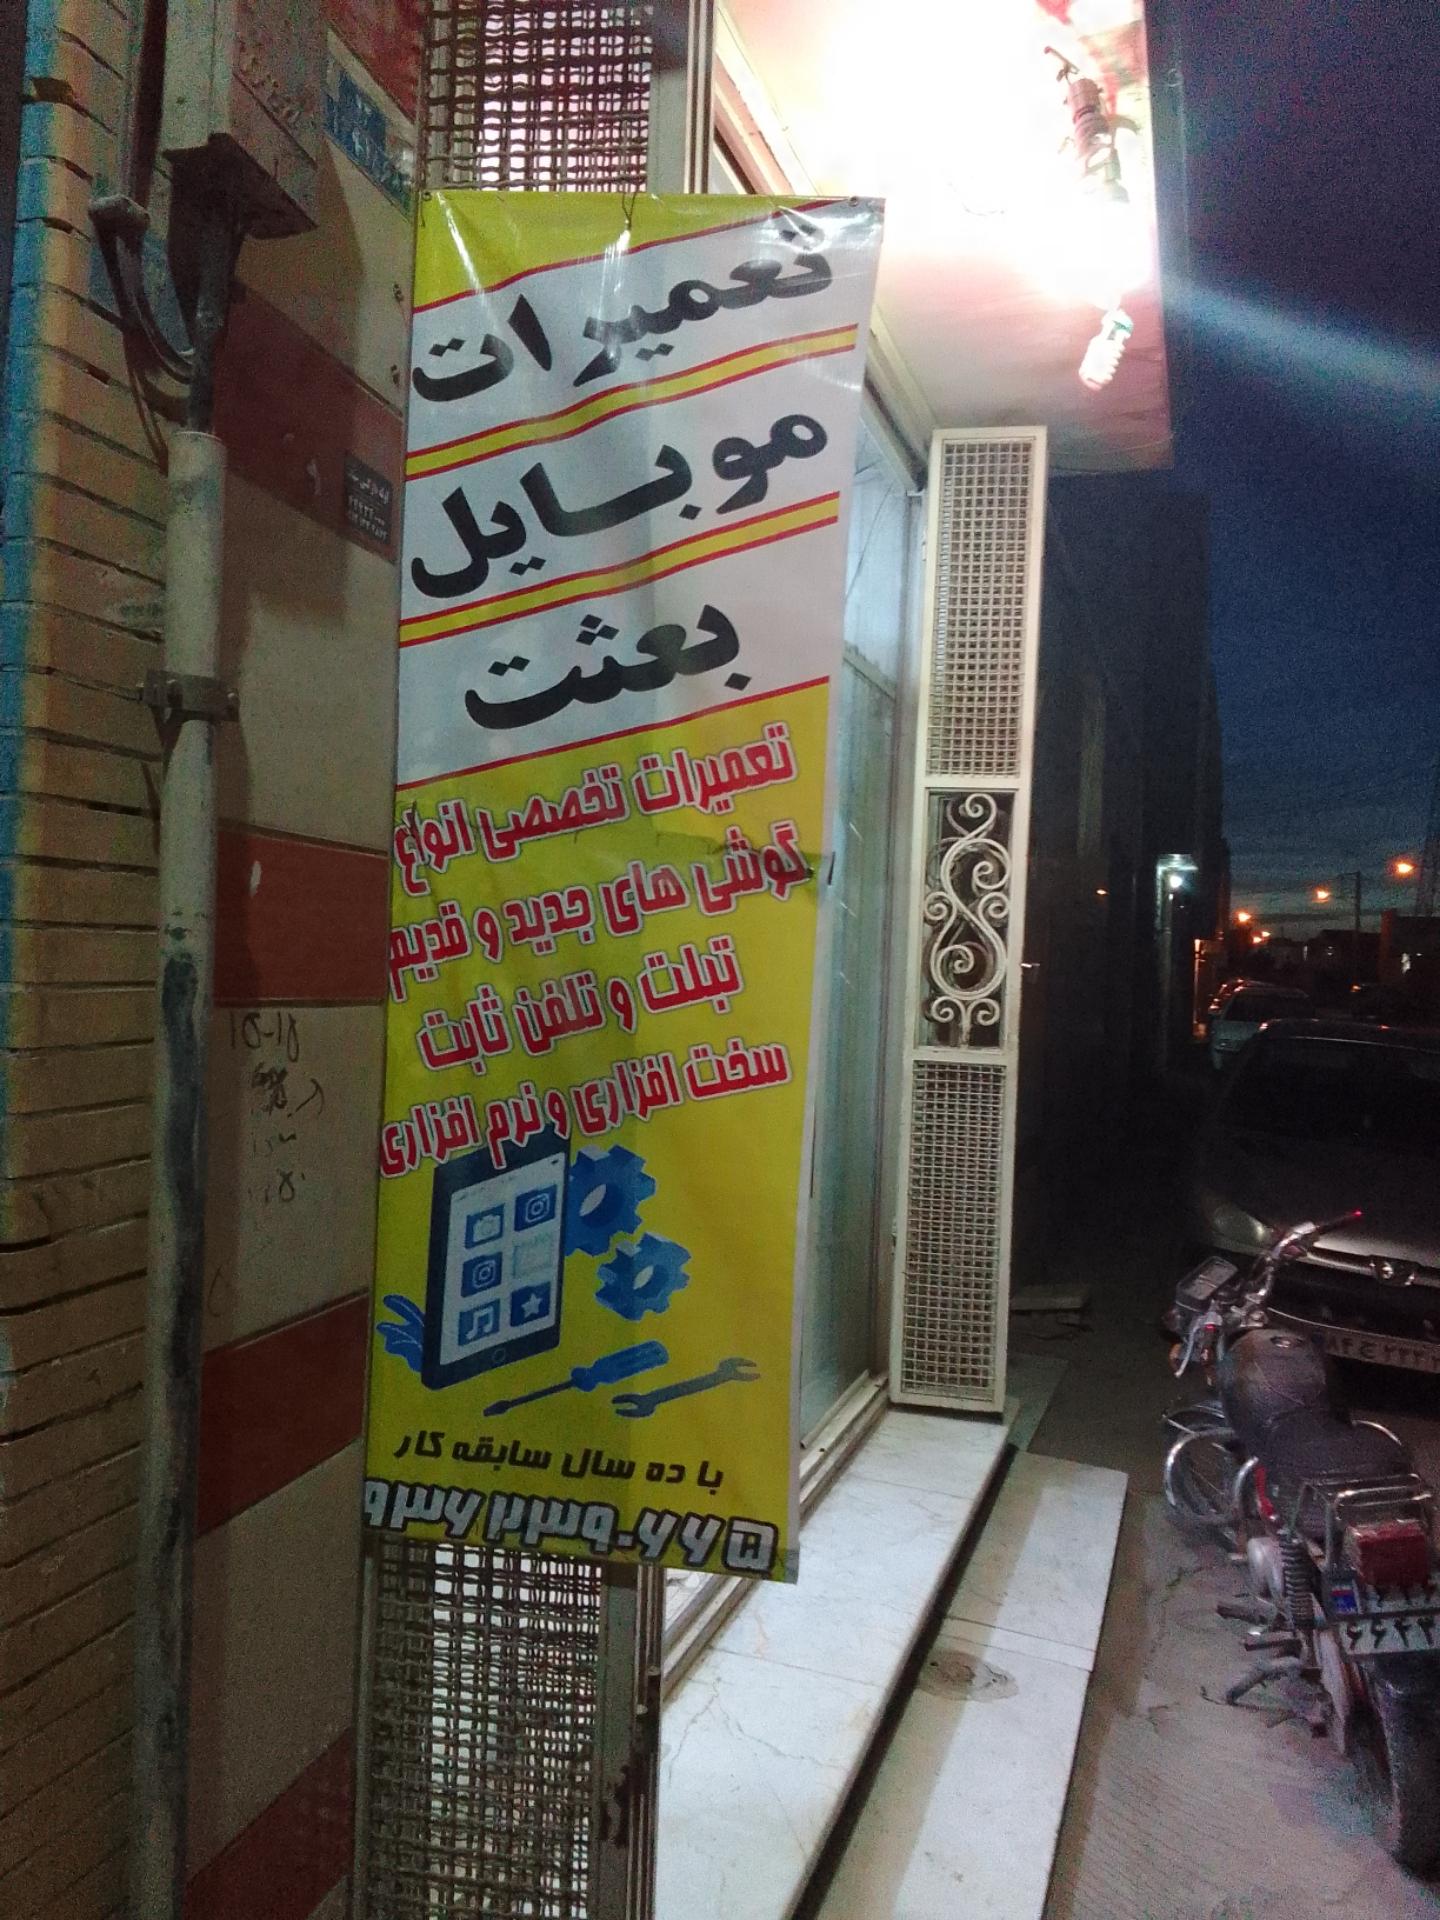 تعمیرات
موبایل
بعثت
تعمیرات تخصصی انواع
گوشی های جدید و قدیم
تبلت و تلفن ثابت
سخت افزاری و نرم افزاری
با ده سال سابقه کار
۹۳۶۲۳۹۰۶۶۵